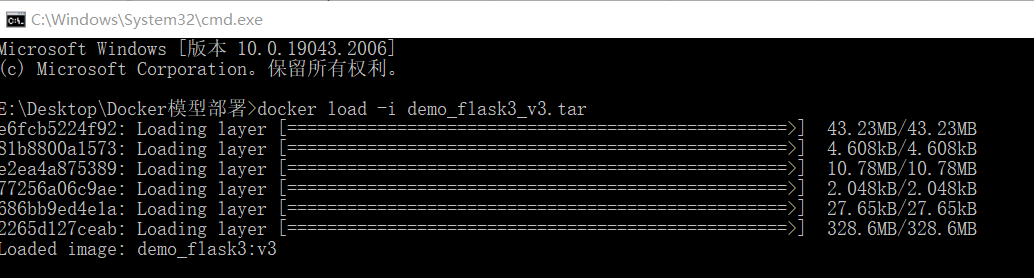 C:\Windows\System32\cmd.exe
Microsoft Windows [版本 10.0.19043.2006]
(c) Microsoft Corporation。保留所有权利。
E:\Desktop\Docker模型部署>docker load -i demo_flask3_v3.tar
e6fcb5224f92: Loading layer [==================================================>] 43.23MB/43.23MB
81b8800a1573: Loading layer [==================================================>] 4.608kB/4.608kB
e2ea4a875389: Loading layer [==================================================>] 10.78MB/10.78MB
77256a06c9ae: Loading layer [==================================================>] 2.048kB/2.048kB
686bb9ed4e1a: Loading layer [==================================================>] 27.65kB/27.65kB
2265d127ceab: Loading layer [==================================================>] 328.6MB/328.6MB
Loaded image: demo_flask3:v3